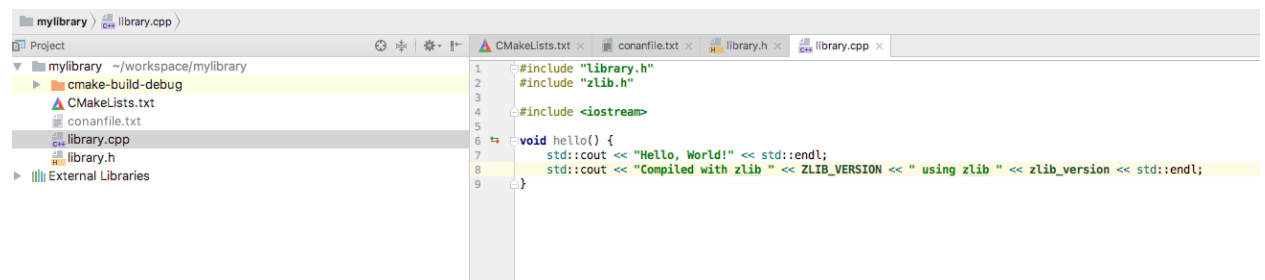 mylibrary library.cpp
Project
CMakeLists.txt conanfile.txt library.h library.cpp
mylibrary ~/workspace/mylibrary
cmake-build-debug
CMakeLists.txt
conanfile.txt
library.cpp
library.h
External Libraries
1 #include "library.h"
2 #include "zlib.h"
3
4 #include <iostream>
5
6 void hello() {
7 std::cout << "Hello, World!" << std::endl;
8 std::cout << "Compiled with zlib " << ZLIB_VERSION << " using zlib " << zlib_version << std::endl;
9 }